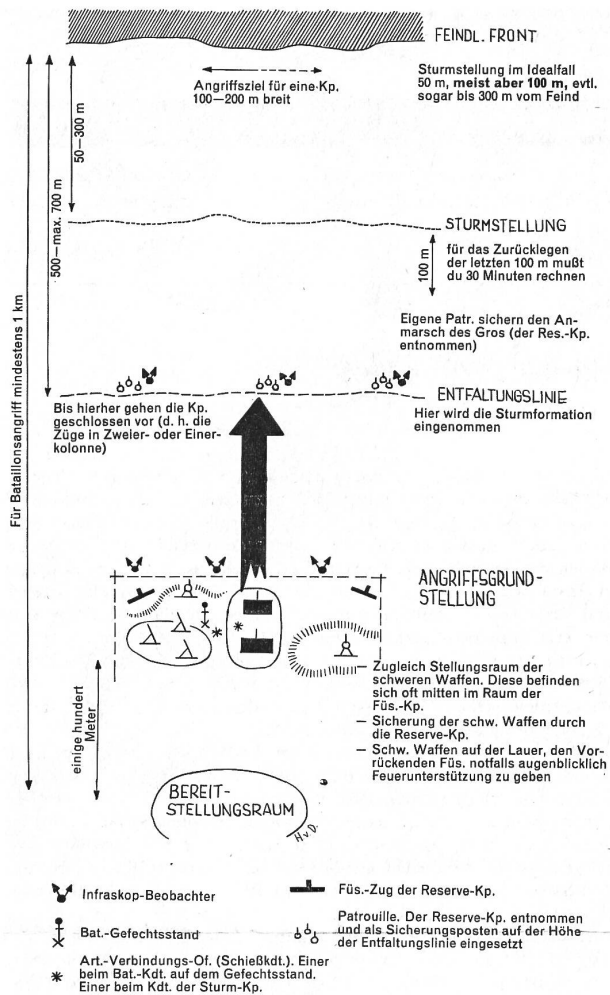 FEINDL. FRONT
Angriffsziel für eine Kp.
100—200 m breit
Sturmstellung im Idealfall
50 m, meist aber 100 m, evtl.
sogar bis 300 m vom Feind
50—300 m
500—max. 700 m
Für Bataillonsangriff mindestens 1 km
STURMSTELLUNG
100 m
für das Zurücklegen
der letzten 100 m mußt
du 30 Minuten rechnen
Eigene Patr. sichern den An-
marsch des Gros (der Res.-Kp.
entnommen)
ENTFALTUNGSLINIE
Bis hierher gehen die Kp.
geschlossen vor (d. h. die
Züge in Zweier- oder Einer-
kolonne)
Hier wird die Sturmformation
eingenommen
ANGRIFFSGRUND-
STELLUNG
— Zugleich Stellungsraum der
schweren Waffen. Diese befinden
sich oft mitten im Raum der
Füs.-Kp.
— Sicherung der schw. Waffen durch
die Reserve-Kp.
— Schw. Waffen auf der Lauer, den Vor-
rückenden Füs. notfalls augenblicklich
Feuerunterstützung zu geben
einige hundert
Meter
BEREIT-
STELLUNGSRAUM
H.v.D.
Infraskop-Beobachter
Füs.-Zug der Reserve-Kp.
Bat.-Gefechtsstand
Patrouille. Der Reserve-Kp. entnommen
und als Sicherungsposten auf der Höhe
der Entfaltungslinie eingesetzt
Art.-Verbindungs-Of. (Schießkdt.). Einer
beim Bat.-Kdt. auf dem Gefechtsstand.
Einer beim Kdt. der Sturm-Kp.